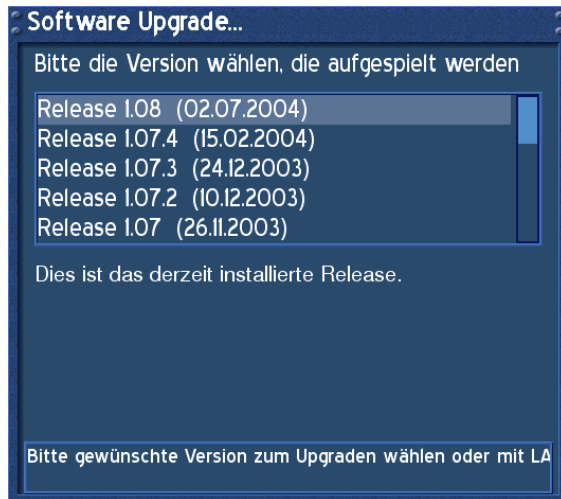 Software Upgrade...
Bitte die Version wählen, die aufgespielt werden
Release 1.08 (02.07.2004)
Release 1.07.4 (15.02.2004)
Release 1.07.3 (24.12.2003)
Release 1.07.2 (10.12.2003)
Release 1.07 (26.11.2003)
Dies ist das derzeit installierte Release.
Bitte gewünschte Version zum Upgraden wählen oder mit LA